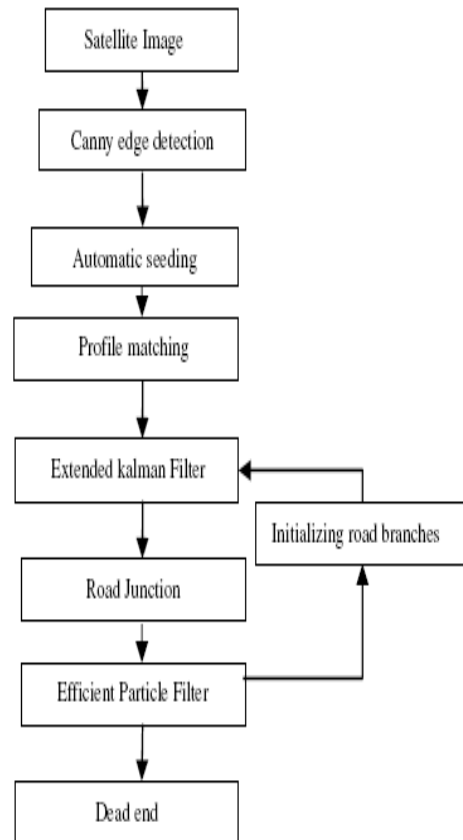 Satellite Image
Canny edge detection
Automatic seeding
Profile matching
Extended kalman Filter
Initializing road branches
Road Junction
Efficient Particle Filter
Dead end